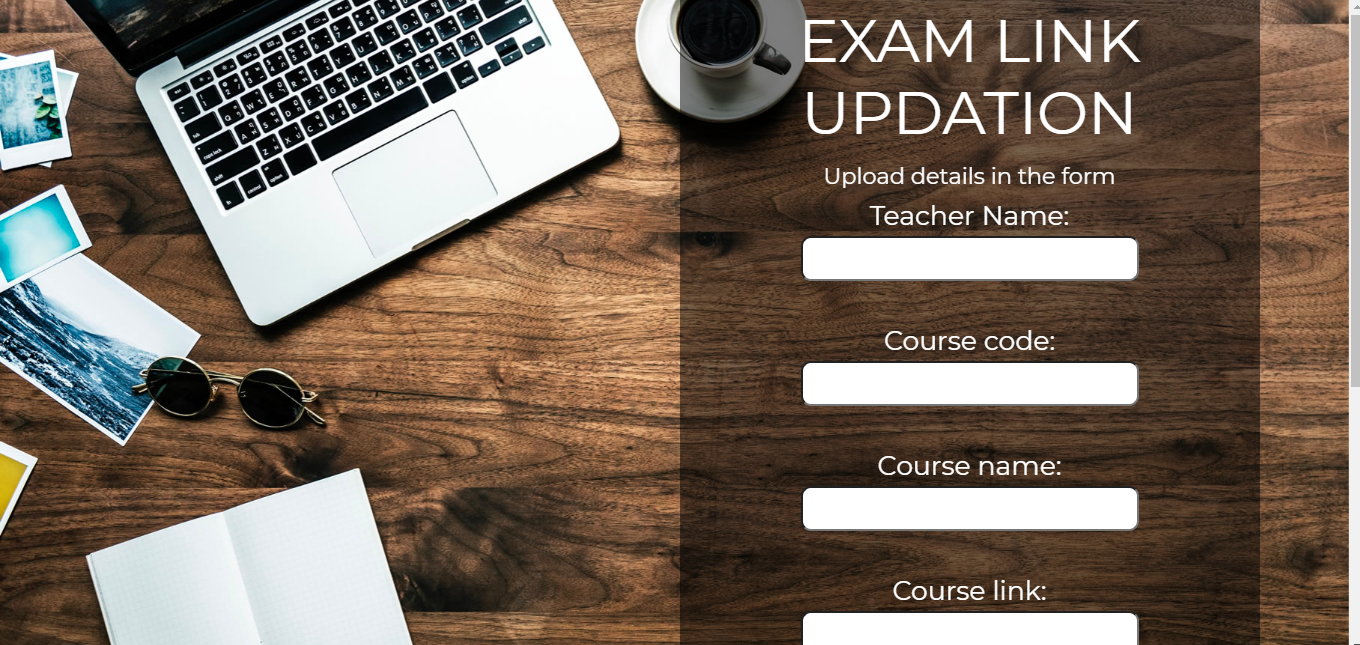 EXAM LINK
UPDATION
Upload details in the form
Teacher Name:
Course code:
Course name:
Course link: